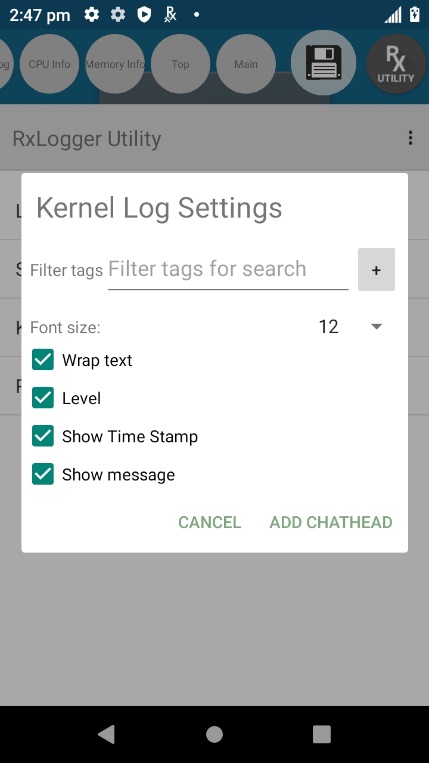 2:47 pm
og
CPU Info
Memory Info
Top
Main
Rx
UTILITY
RxLogger Utility
Kernel Log Settings
Filter tags
Filter tags for search
+
Font size:
12
Wrap text
Level
Show Time Stamp
Show message
CANCEL
ADD CHATHEAD